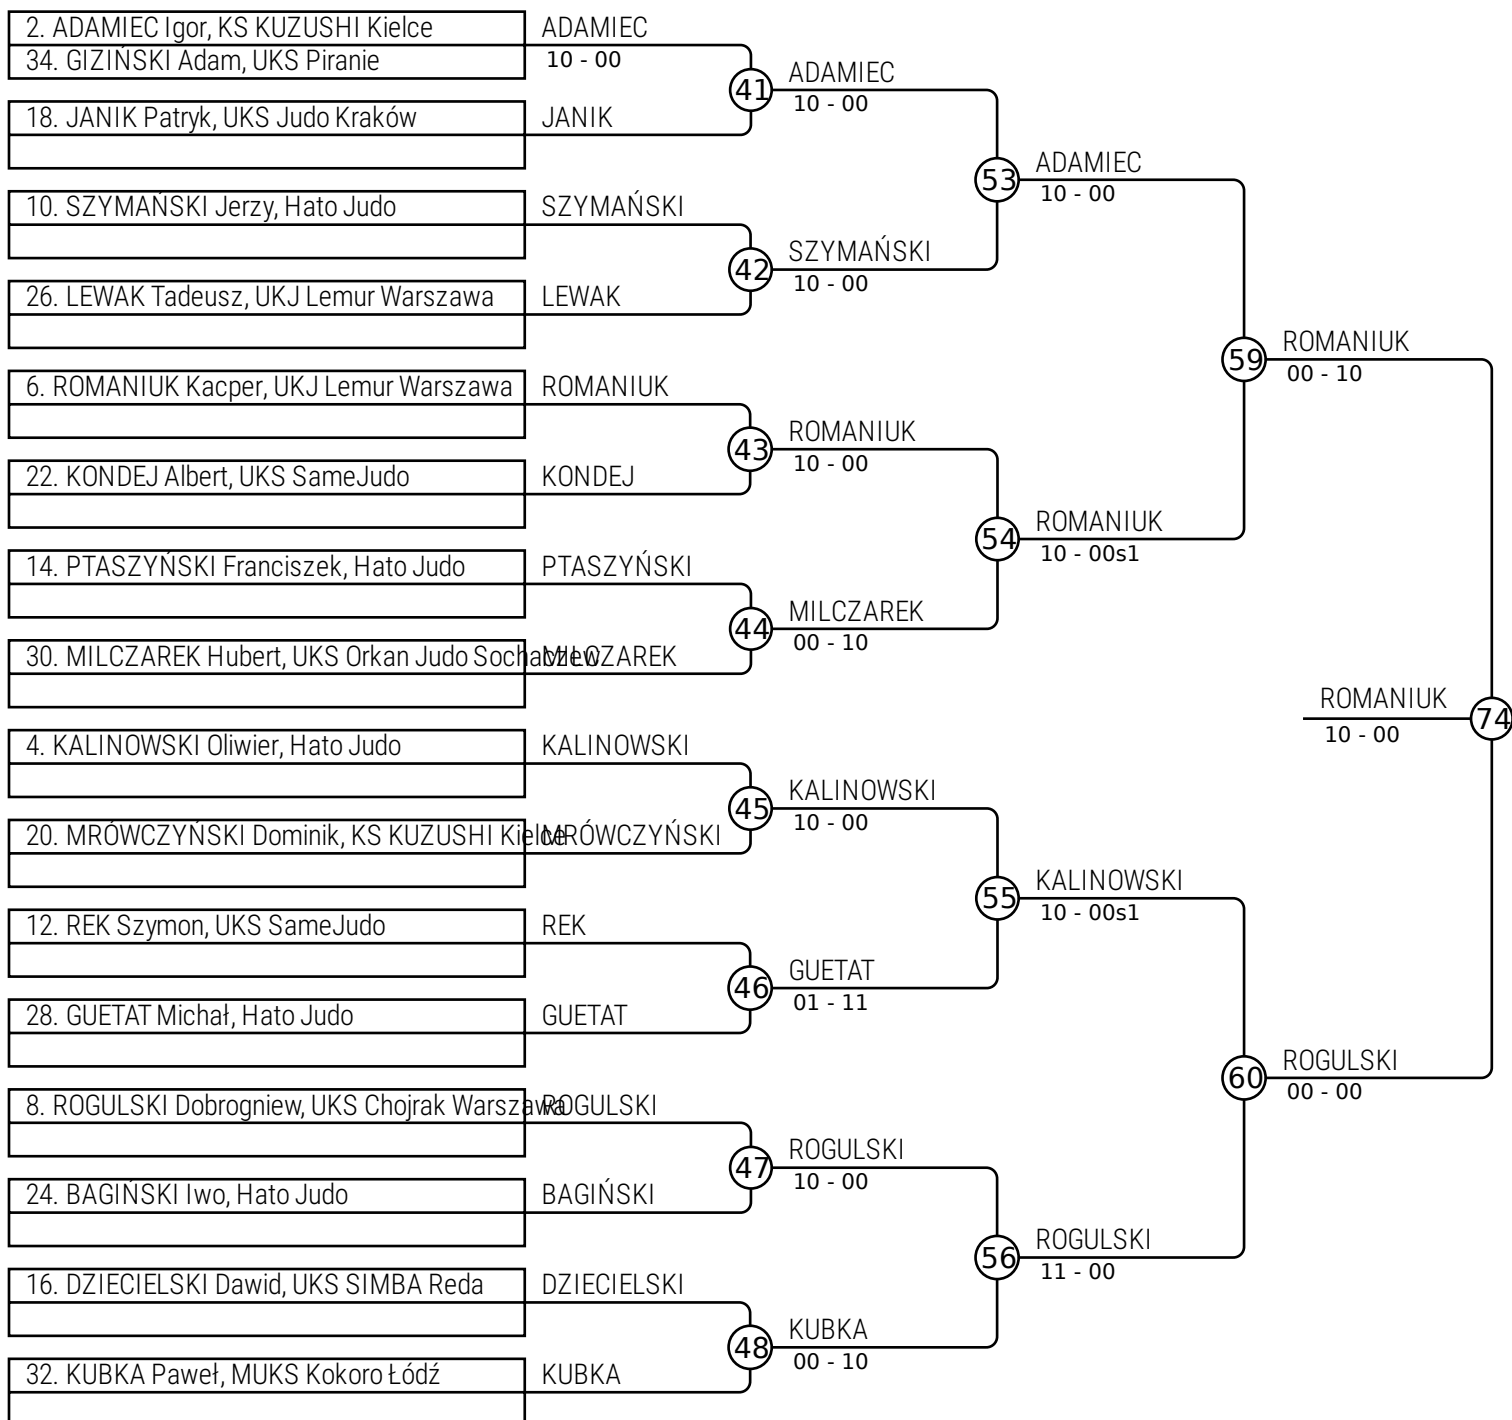 2. ADAMIEC Igor, KS KUZUSHI Kielce
34. GIZIŃSKI Adam, UKS Piranie
ADAMIEC
10 - 00
18. JANIK Patryk, UKS Judo Kraków
JANIK
41
ADAMIEC
10 - 00
10. SZYMAŃSKI Jerzy, Hato Judo
SZYMAŃSKI
26. LEWAK Tadeusz, UKJ Lemur Warszawa
LEWAK
42
SZYMAŃSKI
10 - 00
53
ADAMIEC
10 - 00
6. ROMANIUK Kacper, UKJ Lemur Warszawa
ROMANIUK
22. KONDEJ Albert, UKS SameJudo
KONDEJ
43
ROMANIUK
10 - 00
14. PTASZYŃSKI Franciszek, Hato Judo
PTASZYŃSKI
30. MILCZAREK Hubert, UKS Orkan Judo Sochaczew
MILCZAREK
44
MILCZAREK
00 - 10
54
ROMANIUK
10 - 00s1
59
ROMANIUK
00 - 10
4. KALINOWSKI Oliwier, Hato Judo
KALINOWSKI
20. MRÓWCZYŃSKI Dominik, KS KUZUSHI Kielce
MRÓWCZYŃSKI
45
KALINOWSKI
10 - 00
12. REK Szymon, UKS SameJudo
REK
28. GUETAT Michał, Hato Judo
GUETAT
46
GUETAT
01 - 11
55
KALINOWSKI
10 - 00s1
8. ROGULSKI Dobrogniew, UKS Chojrak Warszawa
ROGULSKI
24. BAGIŃSKI Iwo, Hato Judo
BAGIŃSKI
47
ROGULSKI
10 - 00
16. DZIECIELSKI Dawid, UKS SIMBA Reda
DZIECIELSKI
32. KUBKA Paweł, MUKS Kokoro Łódź
KUBKA
48
KUBKA
00 - 10
56
ROGULSKI
11 - 00
60
ROGULSKI
00 - 00
ROMANIUK
10 - 00
74